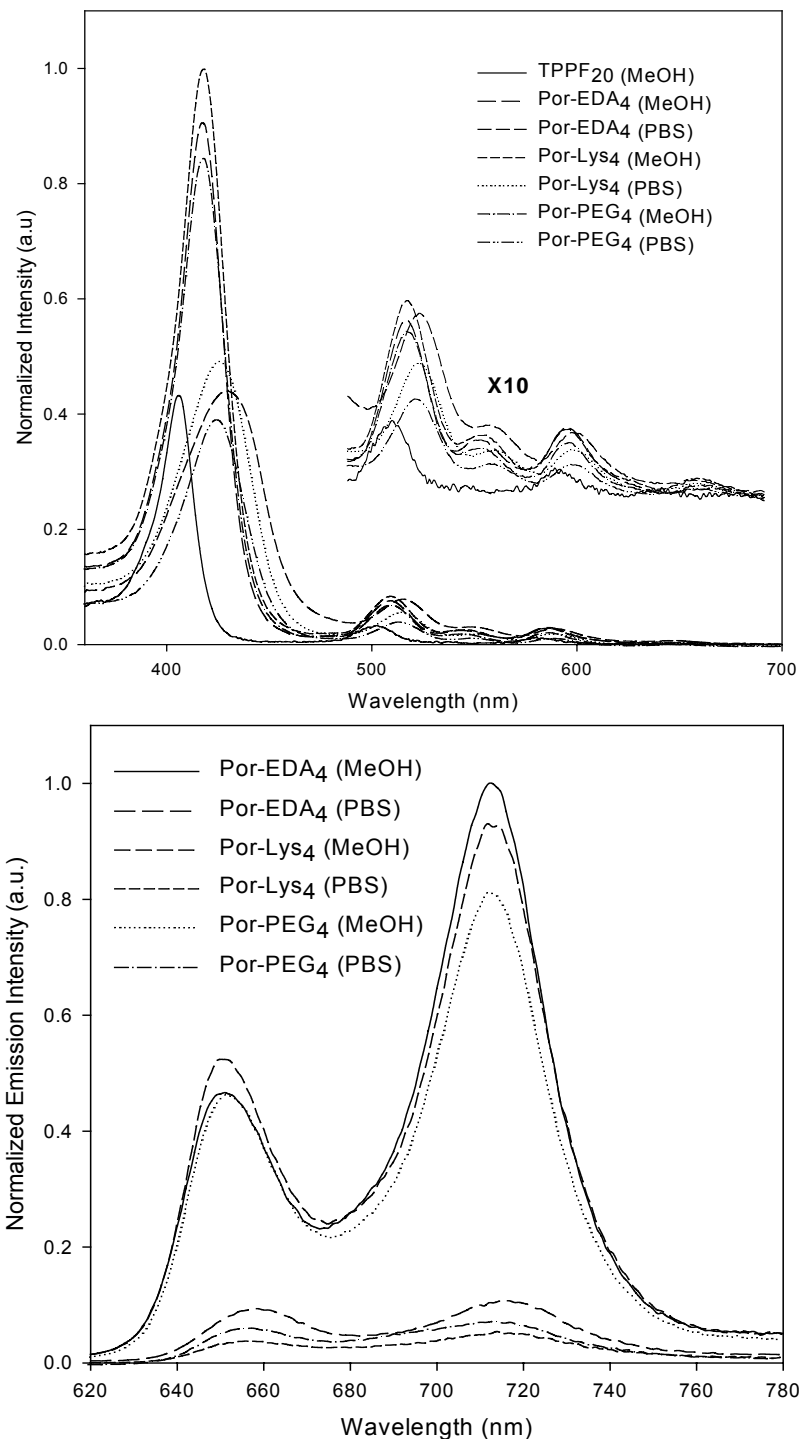 TPPF20 (MeOH)
Por-EDA4 (MeOH)
Por-EDA4 (PBS)
Por-Lys4 (MeOH)
Por-Lys4 (PBS)
Por-PEG4 (MeOH)
Por-PEG4 (PBS)
X10
Normalized Intensity (a.u)
1.0
0.8
0.6
0.4
0.2
0.0
400 500 600 700
Wavelength (nm)
Por-EDA4 (MeOH)
Por-EDA4 (PBS)
Por-Lys4 (MeOH)
Por-Lys4 (PBS)
Por-PEG4 (MeOH)
Por-PEG4 (PBS)
Normalized Emission Intensity (a.u.)
1.0
0.8
0.6
0.4
0.2
0.0
620 640 660 680 700 720 740 760 780
Wavelength (nm)